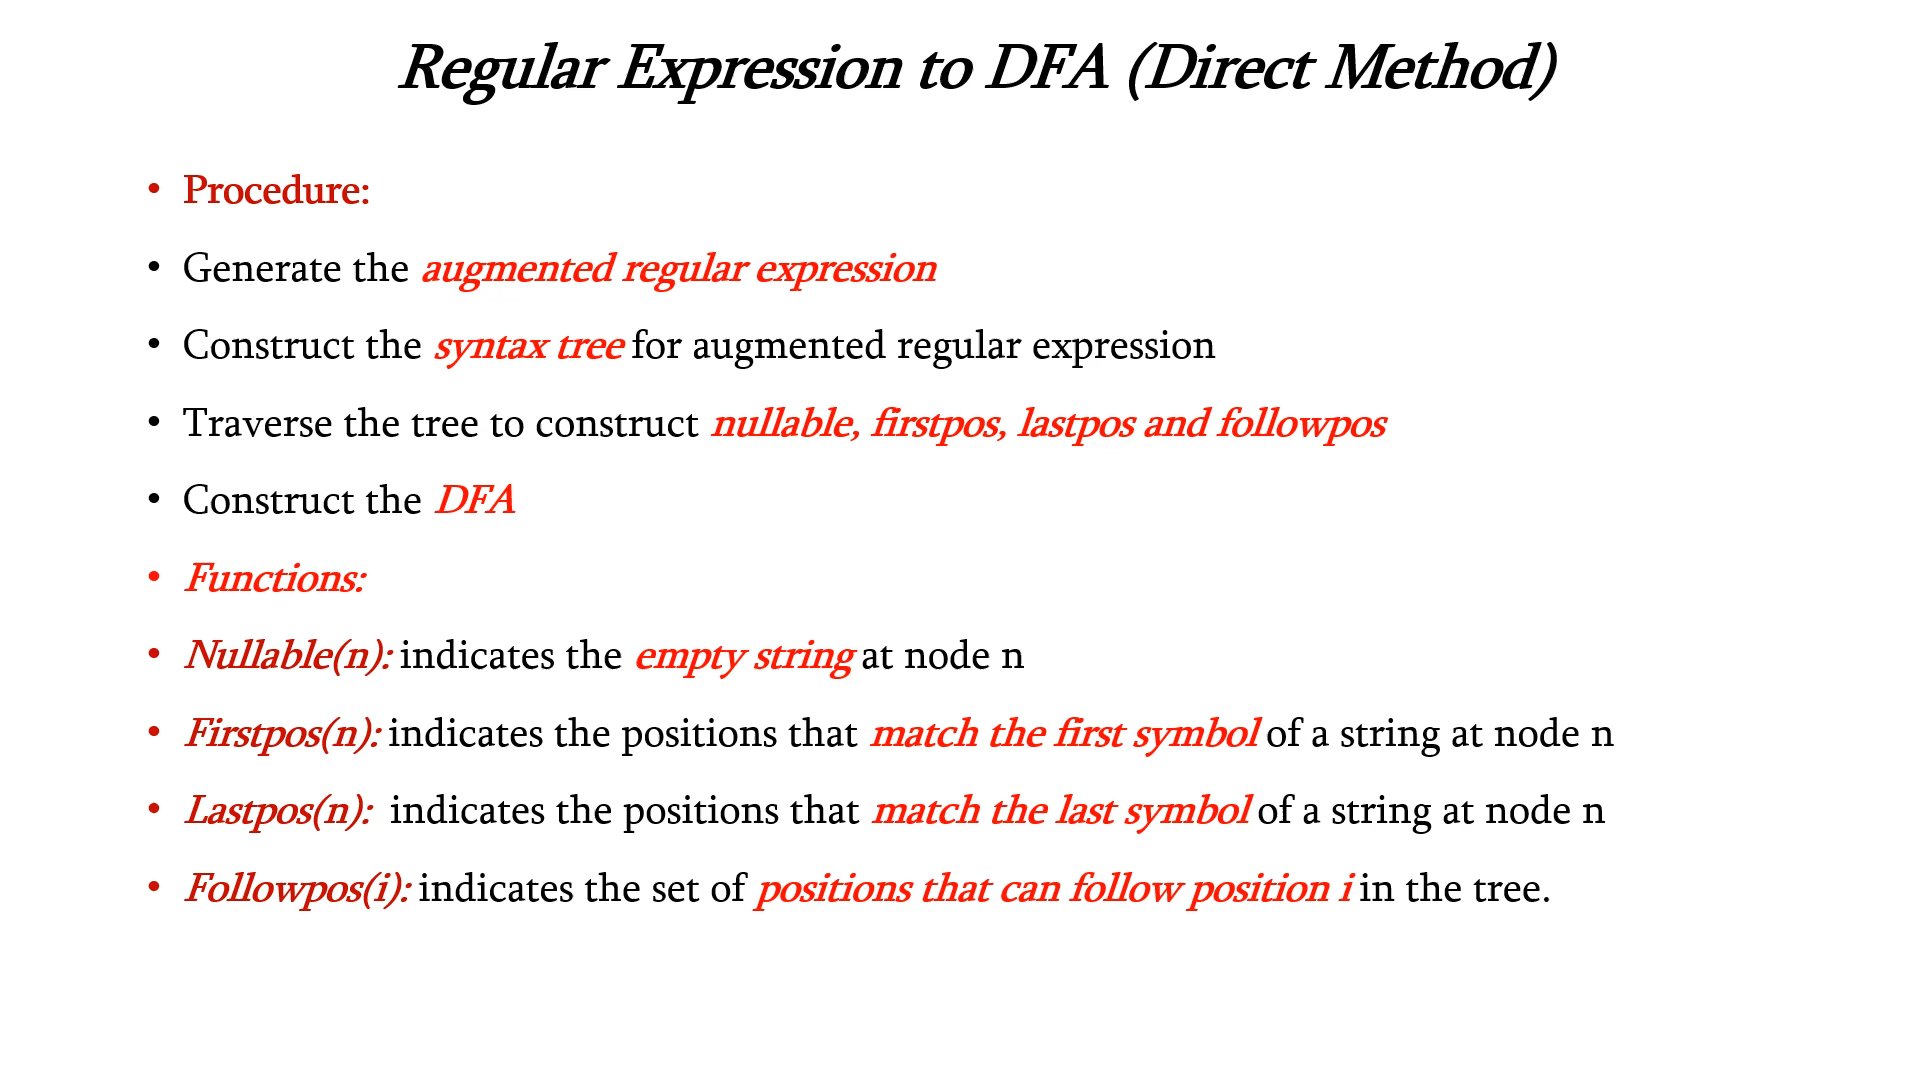 Regular Expression to DFA (Direct Method)
• Procedure:
• Generate the augmented regular expression
• Construct the syntax tree for augmented regular expression
• Traverse the tree to construct nullable, firstpos, lastpos and followpos
• Construct the DFA
• Functions:
• Nullable(n): indicates the empty string at node n
• Firstpos(n): indicates the positions that match the first symbol of a string at node n
• Lastpos(n): indicates the positions that match the last symbol of a string at node n
• Followpos(i): indicates the set of positions that can follow position i in the tree.